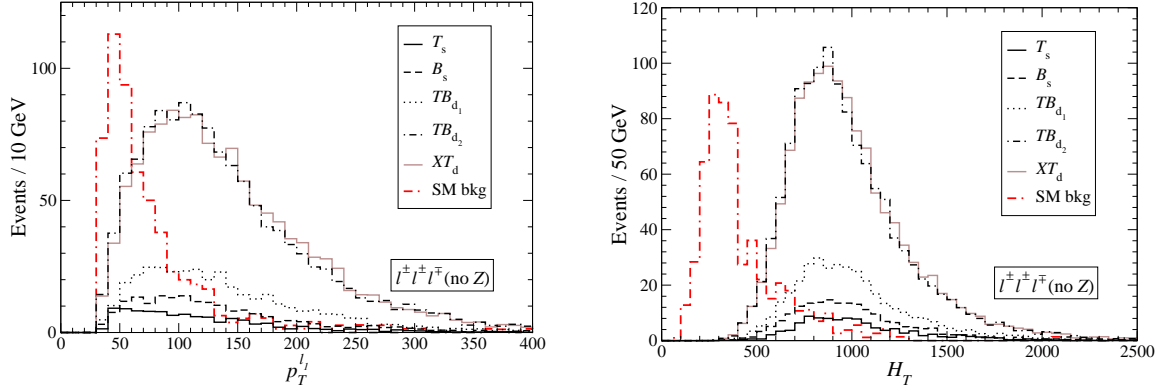 Events / 10 GeV
100
50
0
0 50 100 150 200 250 300 350 400
p_T^{l_1}
T_s
B_s
TB_{d_1}
TB_{d_2}
XT_d
SM bkg
l^± l^± l^∓ (no Z)
Events / 50 GeV
120
100
80
60
40
20
0
0 500 1000 1500 2000 2500
H_T
T_s
B_s
TB_{d_1}
TB_{d_2}
XT_d
SM bkg
l^± l^± l^∓ (no Z)